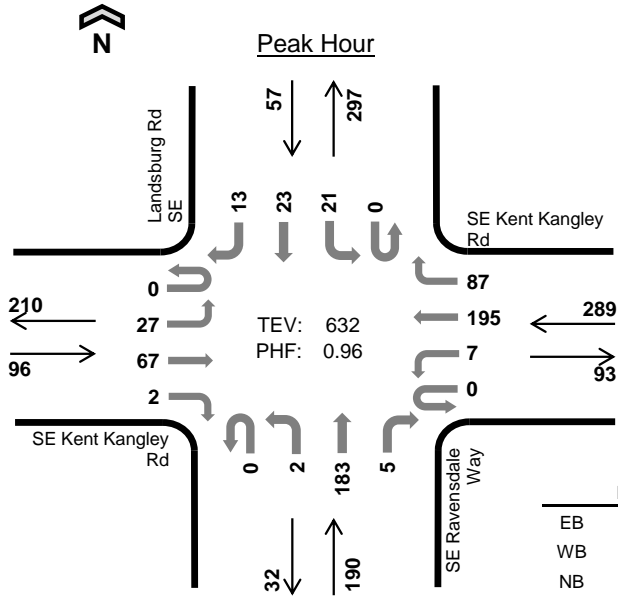 N
Peak Hour
57
297
Landsburg Rd
SE
13
23
21
0
SE Kent Kangley
Rd
0
87
210
27
TEV: 632
195
289
96
67
PHF: 0.96
7
93
2
0
SE Kent Kangley
Rd
0
2
183
5
SE Ravensdale
Way
32
190
EB
WB
NB